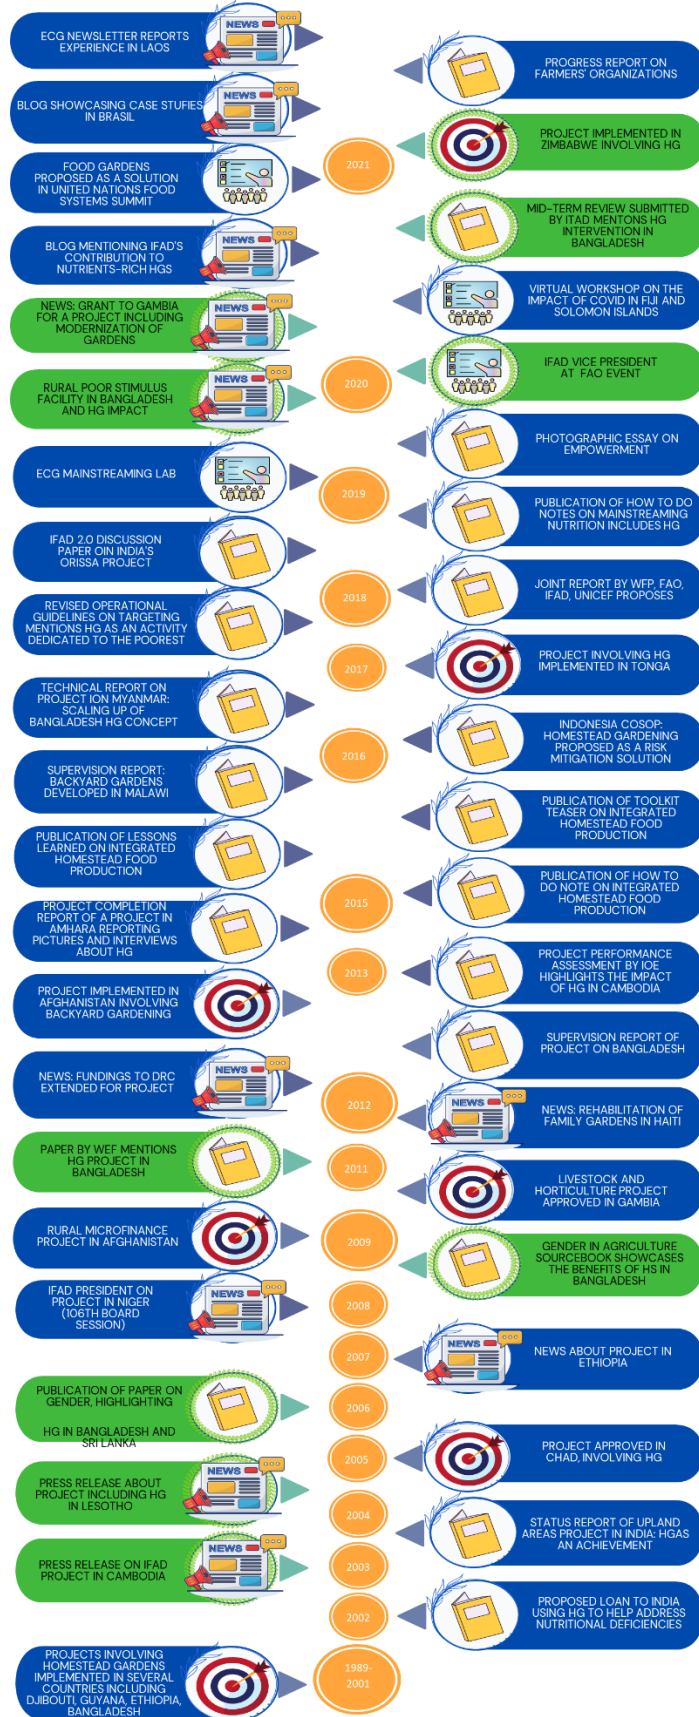 ECG NEWSLETTER REPORTS
EXPERIENCE IN LAOS
NEWS
PROGRESS REPORT ON
FARMERS' ORGANIZATIONS
BLOG SHOWCASING CASE STUFIES
IN BRASIL
NEWS
PROJECT IMPLEMENTED IN
ZIMBABWE INVOLVING HG
2021
FOOD GARDENS
PROPOSED AS A SOLUTION
IN UNITED NATIONS FOOD
SYSTEMS SUMMIT
MID-TERM REVIEW SUBMITTED
BY ITAD MENTONS HG
INTERVENTION IN
BANGLADESH
BLOG MENTIONING IFAD'S
CONTRIBUTION TO
NUTRIENTS-RICH HGS
NEWS
VIRTUAL WORKSHOP ON THE
IMPACT OF COVID IN FIJI AND
SOLOMON ISLANDS
NEWS: GRANT TO GAMBIA
FOR A PROJECT INCLUDING
MODERNIZATION OF
GARDENS
NEWS
IFAD VICE PRESIDENT
AT FAO EVENT
2020
RURAL POOR STIMULUS
FACILITY IN BANGLADESH
AND HG IMPACT
NEWS
PHOTOGRAPHIC ESSAY ON
EMPOWERMENT
ECG MAINSTREAMING LAB
2019
PUBLICATION OF HOW TO DO
NOTES ON MAINSTREAMING
NUTRITION INCLUDES HG
IFAD 2.0 DISCUSSION
PAPER OIN INDIA'S
ORISSA PROJECT
JOINT REPORT BY WFP, FAO,
IFAD, UNICEF PROPOSES
2018
REVISED OPERATIONAL
GUIDELINES ON TARGETING
MENTIONS HG AS AN ACTIVITY
DEDICATED TO THE POOREST
2017
PROJECT INVOLVING HG
IMPLEMENTED IN TONGA
TECHNICAL REPORT ON
PROJECT ION MYANMAR:
SCALING UP OF
BANGLADESH HG CONCEPT
INDONESIA COSOP:
HOMESTEAD GARDENING
PROPOSED AS A RISK
MITIGATION SOLUTION
2016
SUPERVISION REPORT:
BACKYARD GARDENS
DEVELOPED IN MALAWI
PUBLICATION OF TOOLKIT
TEASER ON INTEGRATED
HOMESTEAD FOOD
PRODUCTION
PUBLICATION OF LESSONS
LEARNED ON INTEGRATED
HOMESTEAD FOOD
PRODUCTION
PUBLICATION OF HOW TO
DO NOTE ON INTEGRATED
HOMESTEAD FOOD
PRODUCTION
2015
PROJECT COMPLETION
REPORT OF A PROJECT IN
AMHARA REPORTING
PICTURES AND INTERVIEWS
ABOUT HG
PROJECT PERFORMANCE
ASSESSMENT BY IOE
HIGHLIGHTS THE IMPACT
OF HG IN CAMBODIA
2013
PROJECT IMPLEMENTED IN
AFGHANISTAN INVOLVING
BACKYARD GARDENING
SUPERVISION REPORT OF
PROJECT ON BANGLADESH
NEWS: FUNDINGS TO DRC
EXTENDED FOR PROJECT
NEWS
2012
NEWS
NEWS: REHABILITATION OF
FAMILY GARDENS IN HAITI
PAPER BY WEF MENTIONS
HG PROJECT IN
BANGLADESH
2011
LIVESTOCK AND
HORTICULTURE PROJECT
APPROVED IN GAMBIA
RURAL MICROFINANCE
PROJECT IN AFGHANISTAN
2009
GENDER IN AGRICULTURE
SOURCEBOOK SHOWCASES
THE BENEFITS OF HS IN
BANGLADESH
IFAD PRESIDENT ON
PROJECT IN NIGER
(106TH BOARD
SESSION)
NEWS
2008
2007
NEWS
NEWS ABOUT PROJECT IN
ETHIOPIA
PUBLICATION OF PAPER ON
GENDER, HIGHLIGHTING
HG IN BANGLADESH AND
SRI LANKA
2006
2005
PROJECT APPROVED IN
CHAD, INVOLVING HG
PRESS RELEASE ABOUT
PROJECT INCLUDING HG
IN LESOTHO
NEWS
2004
STATUS REPORT OF UPLAND
AREAS PROJECT IN INDIA: HGAS
AN ACHIEVEMENT
PRESS RELEASE ON IFAD
PROJECT IN CAMBODIA
NEWS
2003
2002
PROPOSED LOAN TO INDIA
USING HG TO HELP ADDRESS
NUTRITIONAL DEFICIENCIES
PROJECTS INVOLVING
HOMESTEAD GARDENS
IMPLEMENTED IN SEVERAL
COUNTRIES INCLUDING
DJIBOUTI, GUYANA, ETHIOPIA,
BANGLADESH
1989-
2001